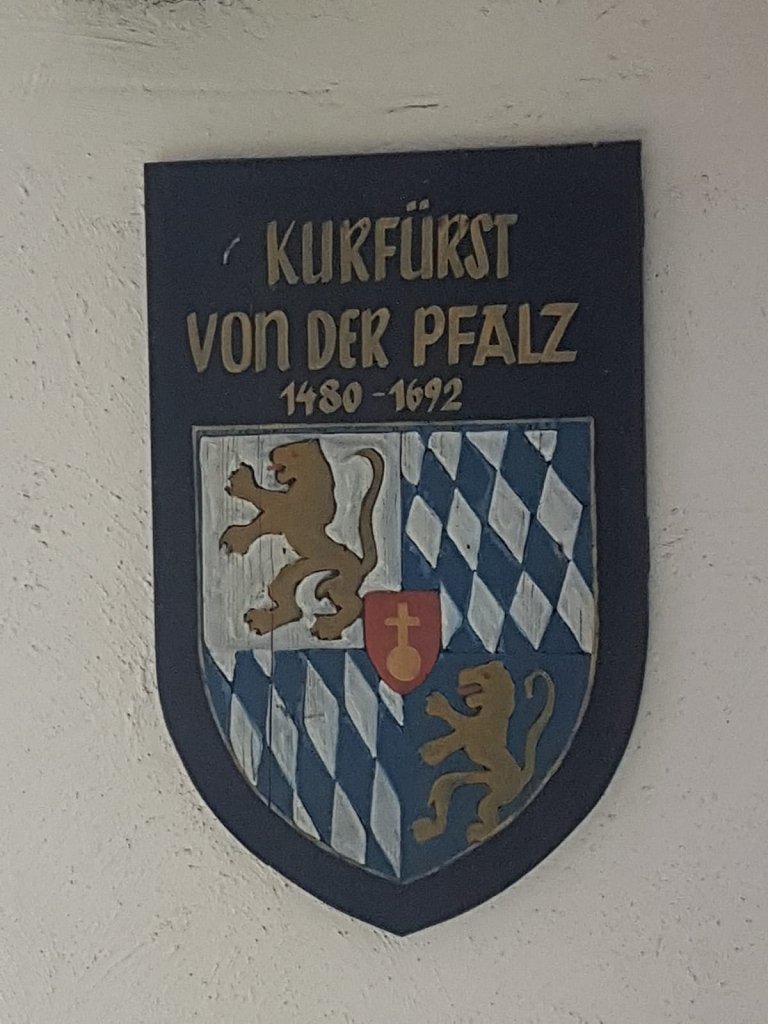 KURFÜRST
VON DER PFALZ
1480-1692